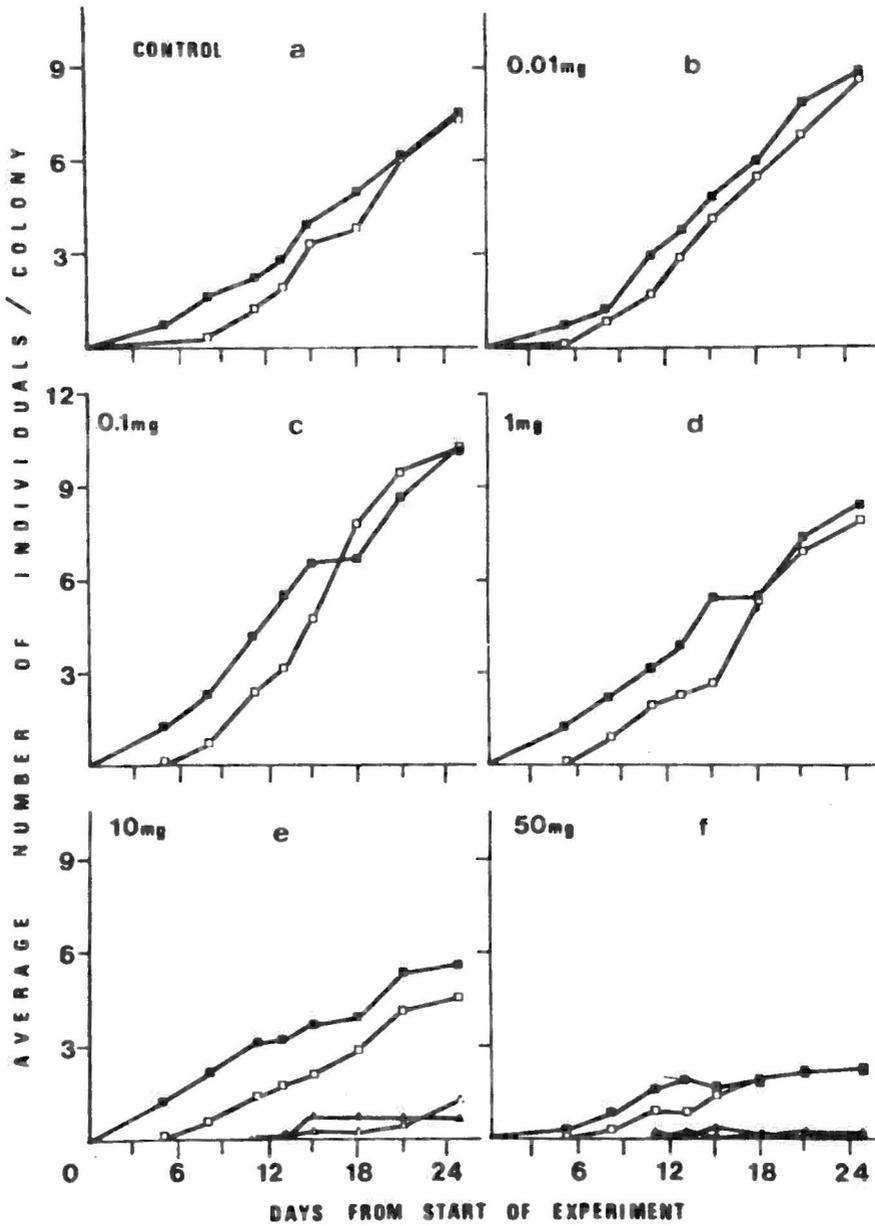 CONTROL a
0.01mg b
9
6
3
12
0.1mg c
1mg d
9
6
3
10mg e
50mg f
9
6
3
0 6 12 18 24 6 12 18 24
AVERAGE NUMBER OF INDIVIDUALS / COLONY
DAYS FROM START OF EXPERIMENT